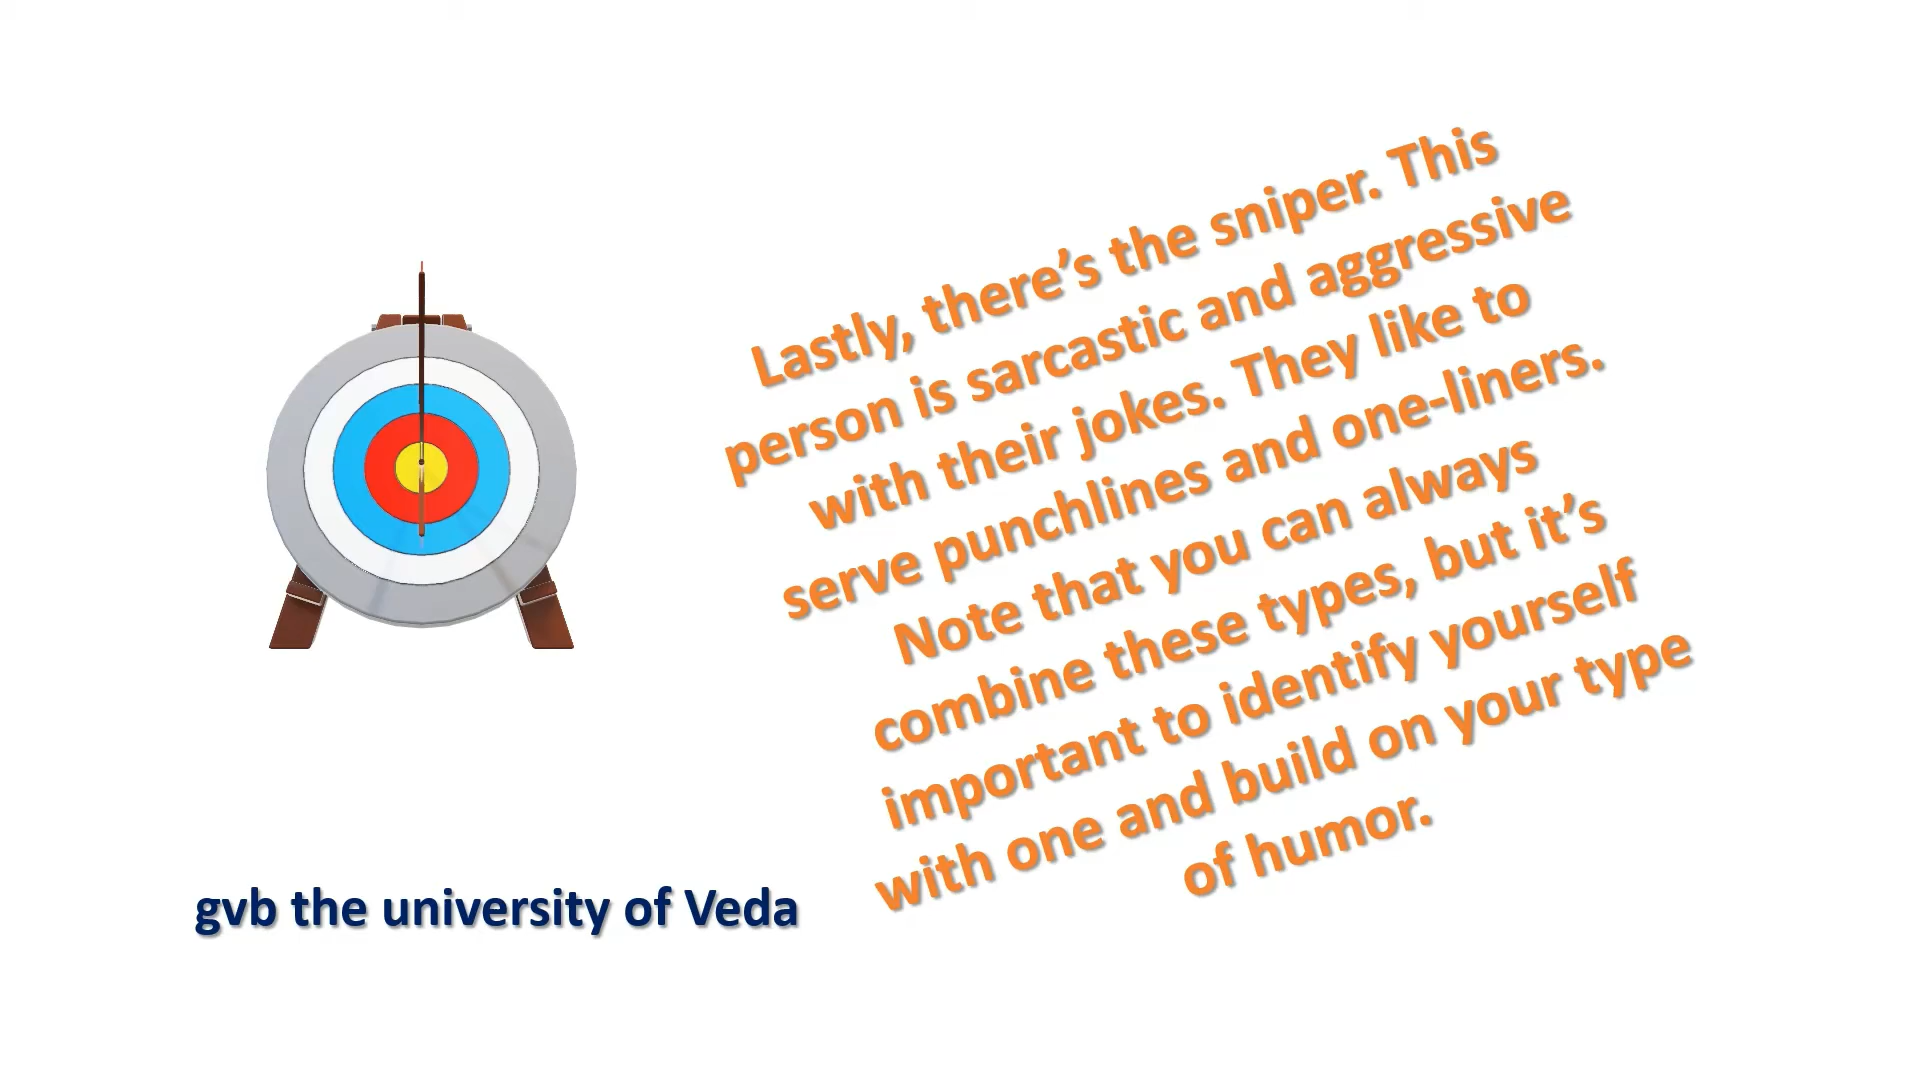 Lastly, there’s the sniper. This
person is sarcastic and aggressive
with their jokes. They like to
serve punchlines and one-liners.
Note that you can always
combine these types, but it’s
important to identify yourself
with one and build on your type
of humor.
gvb the university of Veda